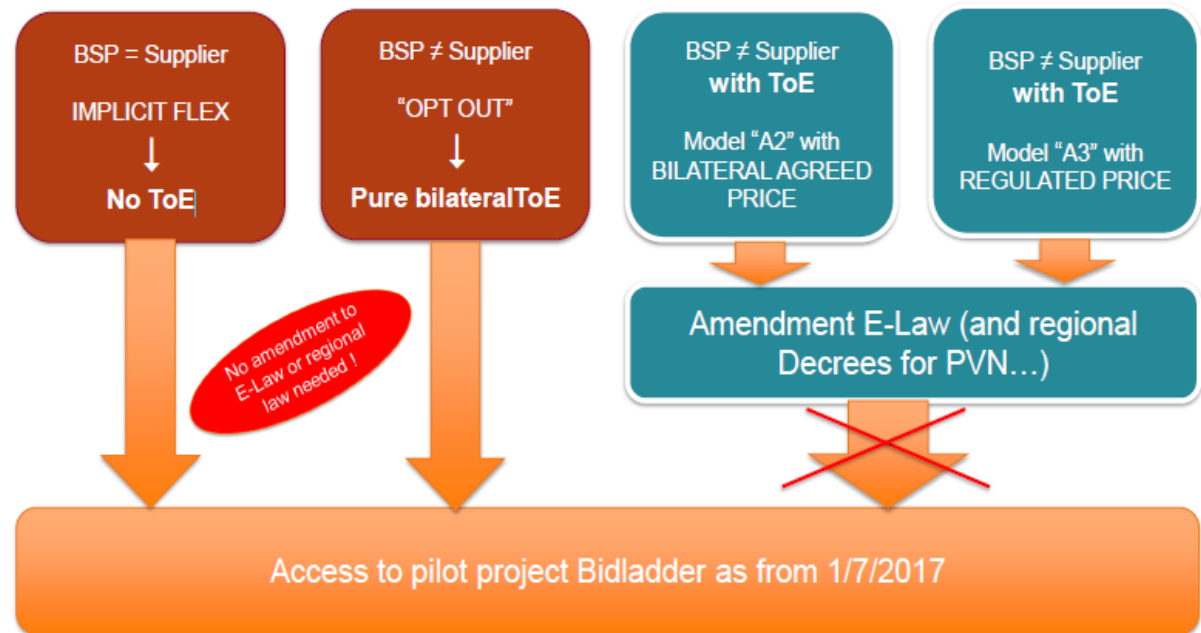 BSP = Supplier
IMPLICIT FLEX
↓
No ToE
BSP ≠ Supplier
“OPT OUT”
↓
Pure bilateralToE
BSP ≠ Supplier
with ToE
Model “A2” with
BILATERAL AGREED
PRICE
BSP ≠ Supplier
with ToE
Model “A3” with
REGULATED PRICE
No amendment to
E-Law or regional
law needed !
Amendment E-Law (and regional
Decrees for PVN…)
Access to pilot project Bidladder as from 1/7/2017